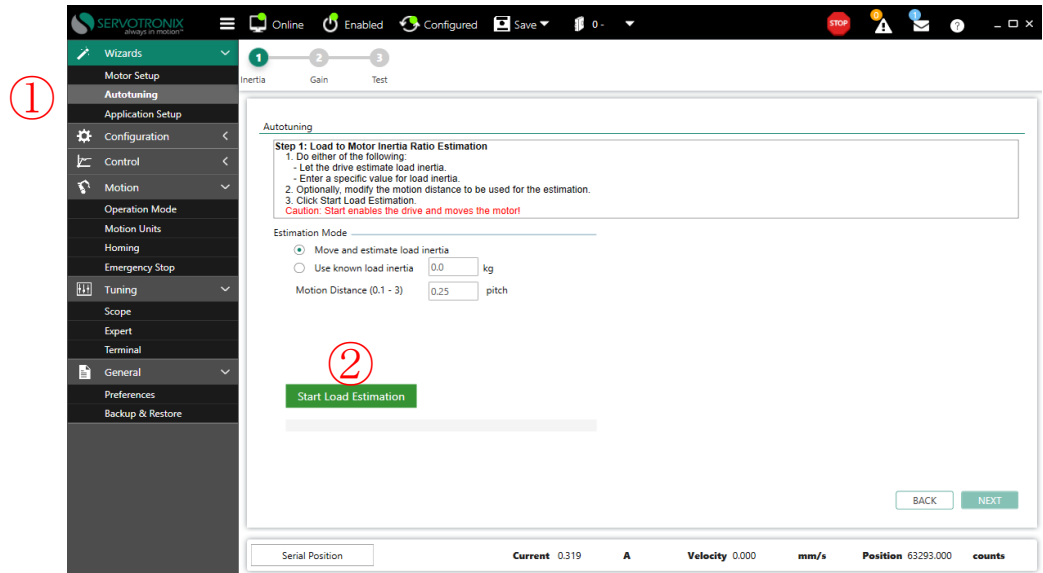 SERVOTRONIX
always in motion™
Online Enabled Configured Save 0 - STOP 0 1 ?
Wizards
Motor Setup
Autotuning
Application Setup
Configuration
Control
Motion
Operation Mode
Motion Units
Homing
Emergency Stop
Tuning
Scope
Expert
Terminal
General
Preferences
Backup & Restore
①
1 2 3
Inertia Gain Test
Autotuning
Step 1: Load to Motor Inertia Ratio Estimation
1. Do either of the following:
- Let the drive estimate load inertia.
- Enter a specific value for load inertia.
2. Optionally, modify the motion distance to be used for the estimation.
3. Click Start Load Estimation.
Caution: Start enables the drive and moves the motor!
Estimation Mode
Move and estimate load inertia
Use known load inertia 0.0 kg
Motion Distance (0.1 - 3) 0.25 pitch
②
Start Load Estimation
BACK NEXT
Serial Position Current 0.319 A Velocity 0.000 mm/s Position 63293.000 counts